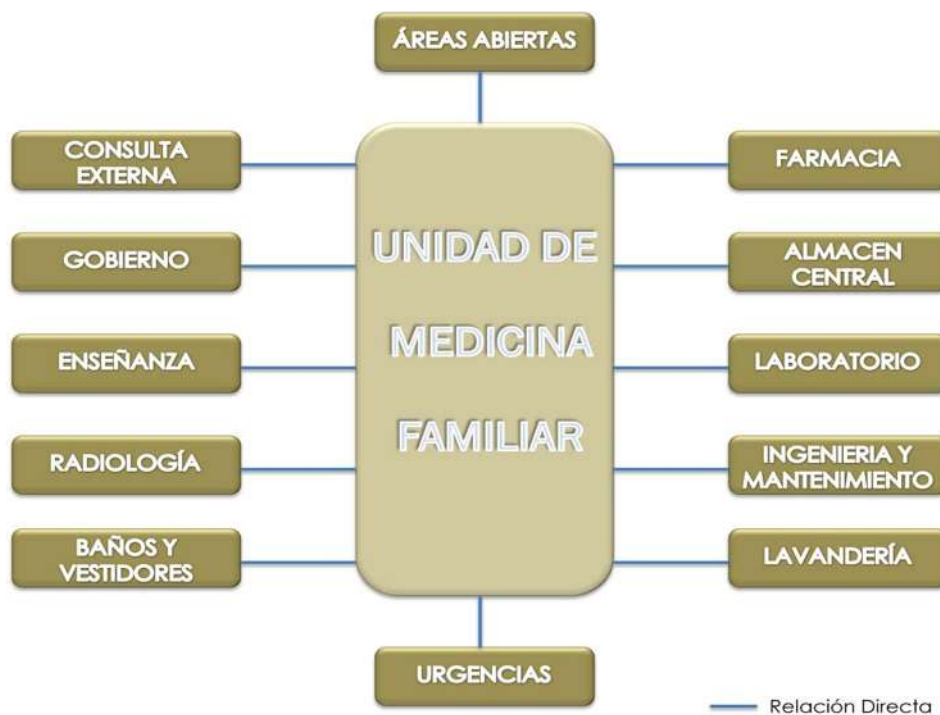 ÁREAS ABIERTAS
CONSULTA
EXTERNA
GOBIERNO
ENSEÑANZA
RADIOLOGÍA
BAÑOS Y
VESTIDORES
UNIDAD DE
MEDICINA
FAMILIAR
FARMACIA
ALMACEN
CENTRAL
LABORATORIO
INGENIERIA Y
MANTENIMIENTO
LAVANDERÍA
URGENCIAS
Relación Directa